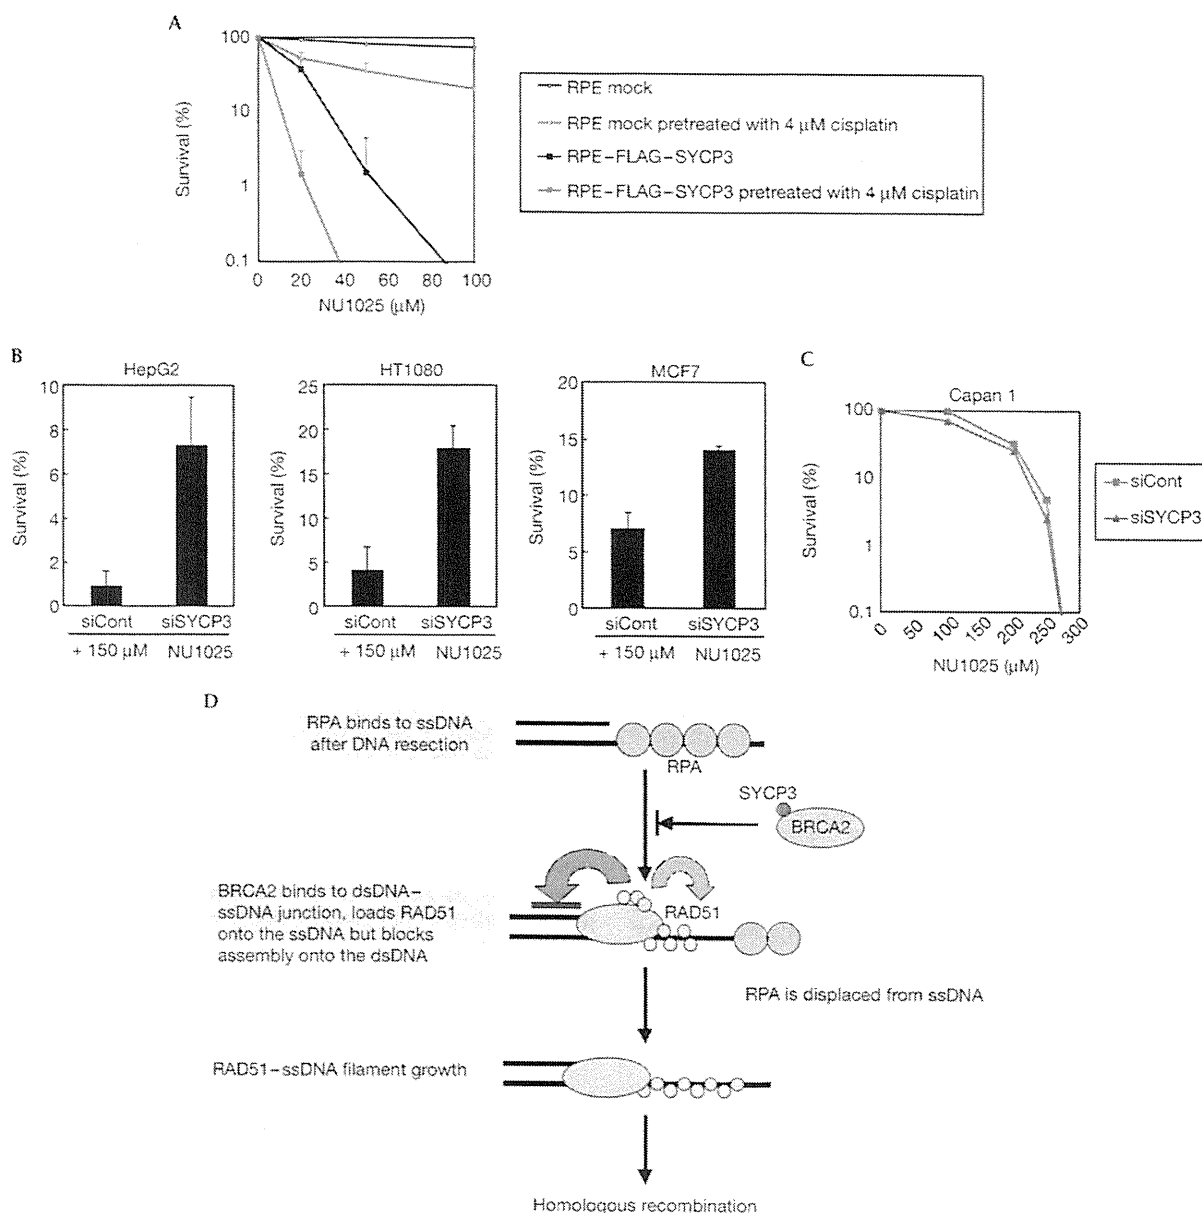 A
100
10
1
0.1
Survival (%)
0 20 40 60 80 100
NU1025 (µM)
RPE mock
RPE mock pretreated with 4 µM cisplatin
RPE–FLAG–SYCP3
RPE–FLAG–SYCP3 pretreated with 4 µM cisplatin
B
HepG2
10
8
6
4
2
0
Survival (%)
siCont siSYCP3
+ 150 µM NU1025
HT1080
25
20
15
10
5
0
Survival (%)
siCont siSYCP3
+ 150 µM NU1025
MCF7
20
15
10
5
0
Survival (%)
siCont siSYCP3
+ 150 µM NU1025
C
Capan 1
100
10
1
0.1
Survival (%)
0 50 100 150 200 250 300
NU1025 (µM)
siCont
siSYCP3
D
RPA binds to ssDNA
after DNA resection
RPA
SYCP3
BRCA2
BRCA2 binds to dsDNA–
ssDNA junction, loads RAD51
onto the ssDNA but blocks
assembly onto the dsDNA
RAD51
RPA is displaced from ssDNA
RAD51–ssDNA filament growth
Homologous recombination